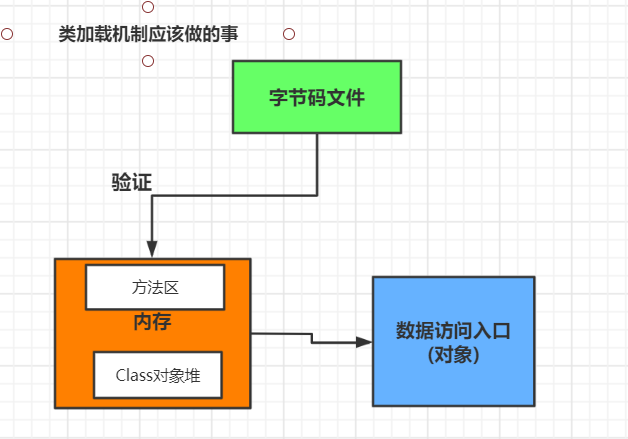 类加载机制应该做的事
字节码文件
验证
方法区
内存
Class对象堆
数据访问入口
(对象)